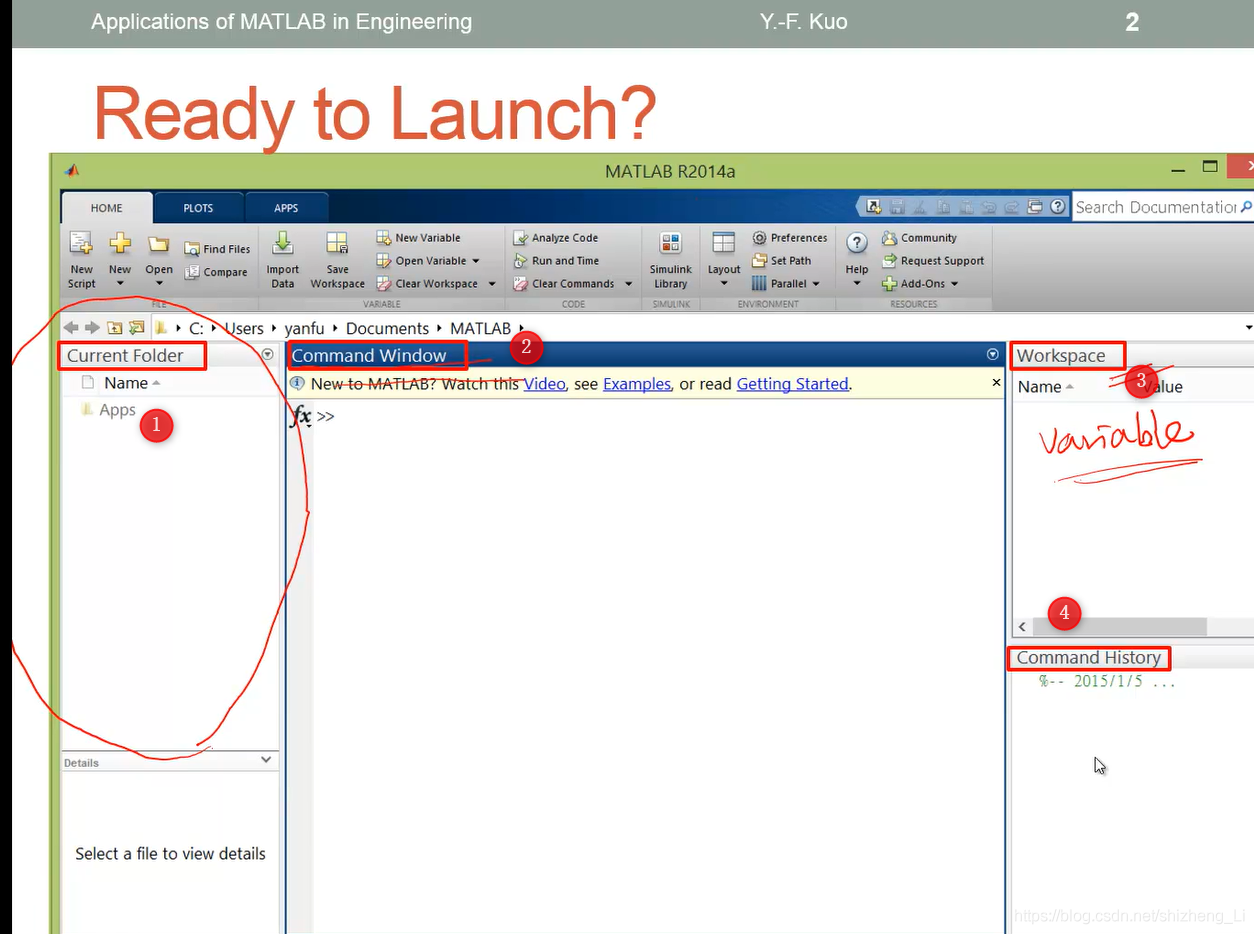 Applications of MATLAB in Engineering Y.-F. Kuo 2
Ready to Launch?
MATLAB R2014a
HOME PLOTS APPS
Search Documentation
New Script
New
Open
Find Files
Compare
Import Data
Save Workspace
New Variable
Open Variable
Clear Workspace
Analyze Code
Run and Time
Clear Commands
Simulink Library
Layout
Preferences
Set Path
Parallel
Help
Community
Request Support
Add-Ons
FILE VARIABLE CODE SIMULINK ENVIRONMENT RESOURCES
C: Users yanfu Documents MATLAB
Current Folder
Name
Apps
1
Details
Select a file to view details
Command Window
2
New to MATLAB? Watch this Video, see Examples, or read Getting Started.
fx >>
Workspace
3
Name Value
variable
4
Command History
%-- 2015/1/5 ...
https://blog.csdn.net/shizheng_Li